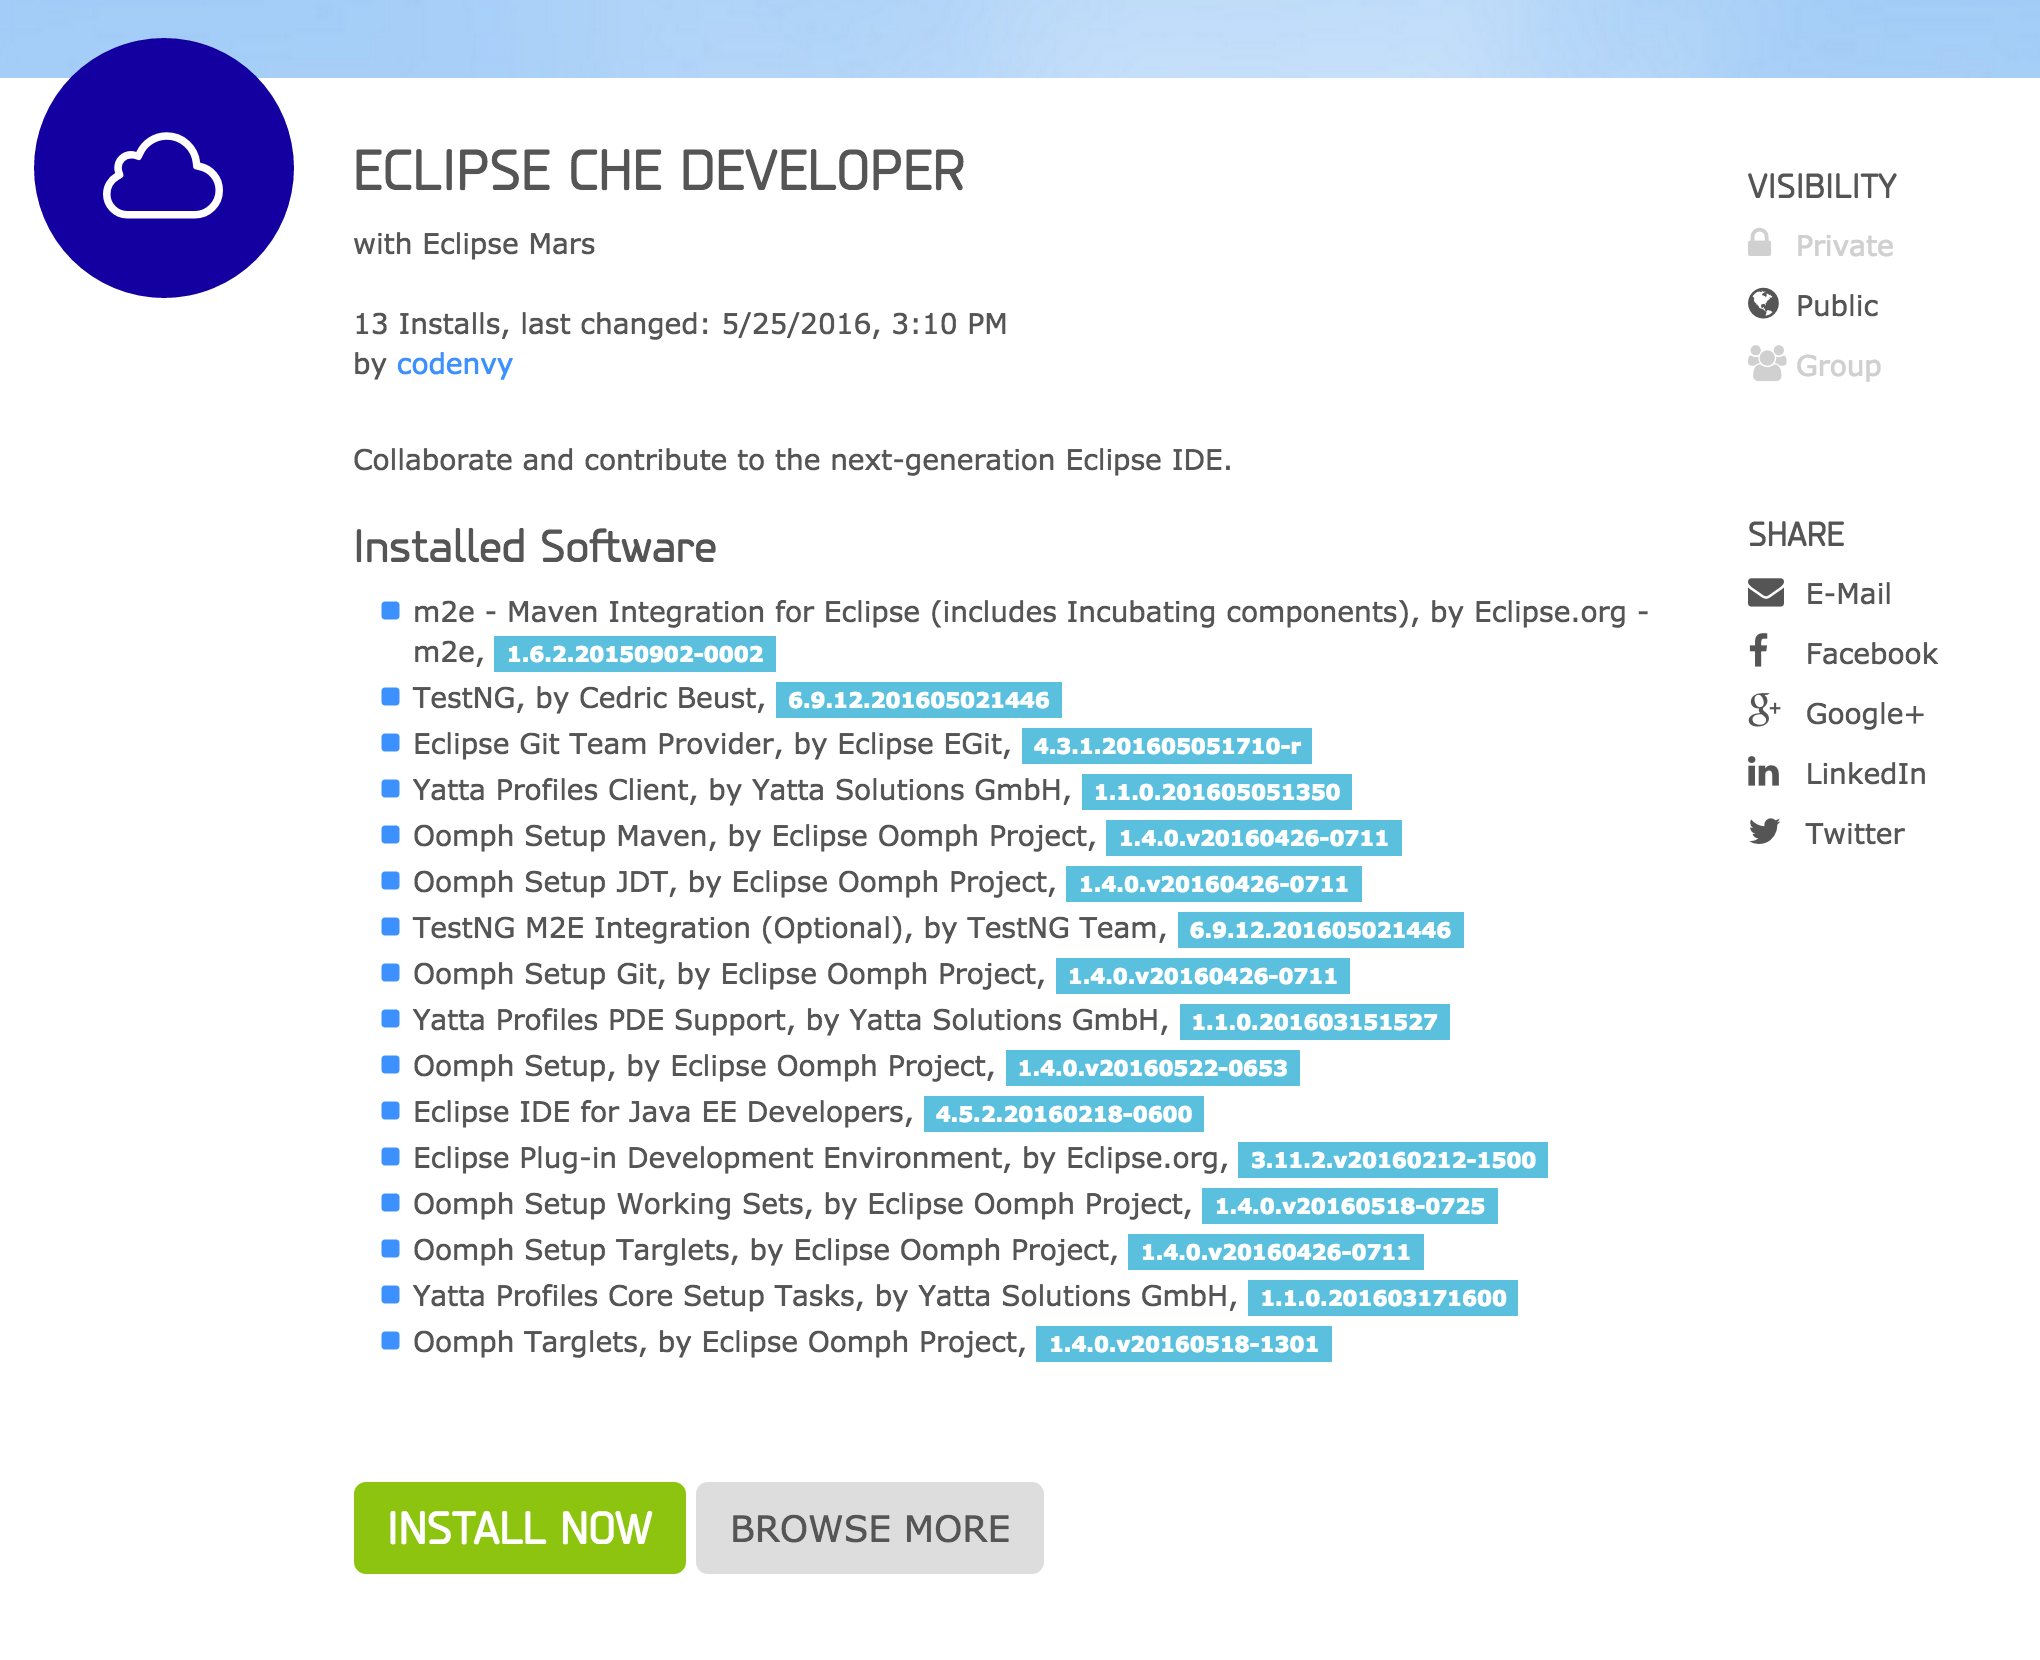 ECLIPSE CHE DEVELOPER
with Eclipse Mars
13 Installs, last changed: 5/25/2016, 3:10 PM
by codenvy
Collaborate and contribute to the next-generation Eclipse IDE.
Installed Software
m2e - Maven Integration for Eclipse (includes Incubating components), by Eclipse.org -
m2e, 1.6.2.20150902-0002
TestNG, by Cedric Beust, 6.9.12.201605021446
Eclipse Git Team Provider, by Eclipse EGit, 4.3.1.201605051710-r
Yatta Profiles Client, by Yatta Solutions GmbH, 1.1.0.201605051350
Oomph Setup Maven, by Eclipse Oomph Project, 1.4.0.v20160426-0711
Oomph Setup JDT, by Eclipse Oomph Project, 1.4.0.v20160426-0711
TestNG M2E Integration (Optional), by TestNG Team, 6.9.12.201605021446
Oomph Setup Git, by Eclipse Oomph Project, 1.4.0.v20160426-0711
Yatta Profiles PDE Support, by Yatta Solutions GmbH, 1.1.0.201603151527
Oomph Setup, by Eclipse Oomph Project, 1.4.0.v20160522-0653
Eclipse IDE for Java EE Developers, 4.5.2.20160218-0600
Eclipse Plug-in Development Environment, by Eclipse.org, 3.11.2.v20160212-1500
Oomph Setup Working Sets, by Eclipse Oomph Project, 1.4.0.v20160518-0725
Oomph Setup Targlets, by Eclipse Oomph Project, 1.4.0.v20160426-0711
Yatta Profiles Core Setup Tasks, by Yatta Solutions GmbH, 1.1.0.201603171600
Oomph Targlets, by Eclipse Oomph Project, 1.4.0.v20160518-1301
INSTALL NOW
BROWSE MORE
VISIBILITY
Private
Public
Group
SHARE
E-Mail
Facebook
Google+
LinkedIn
Twitter